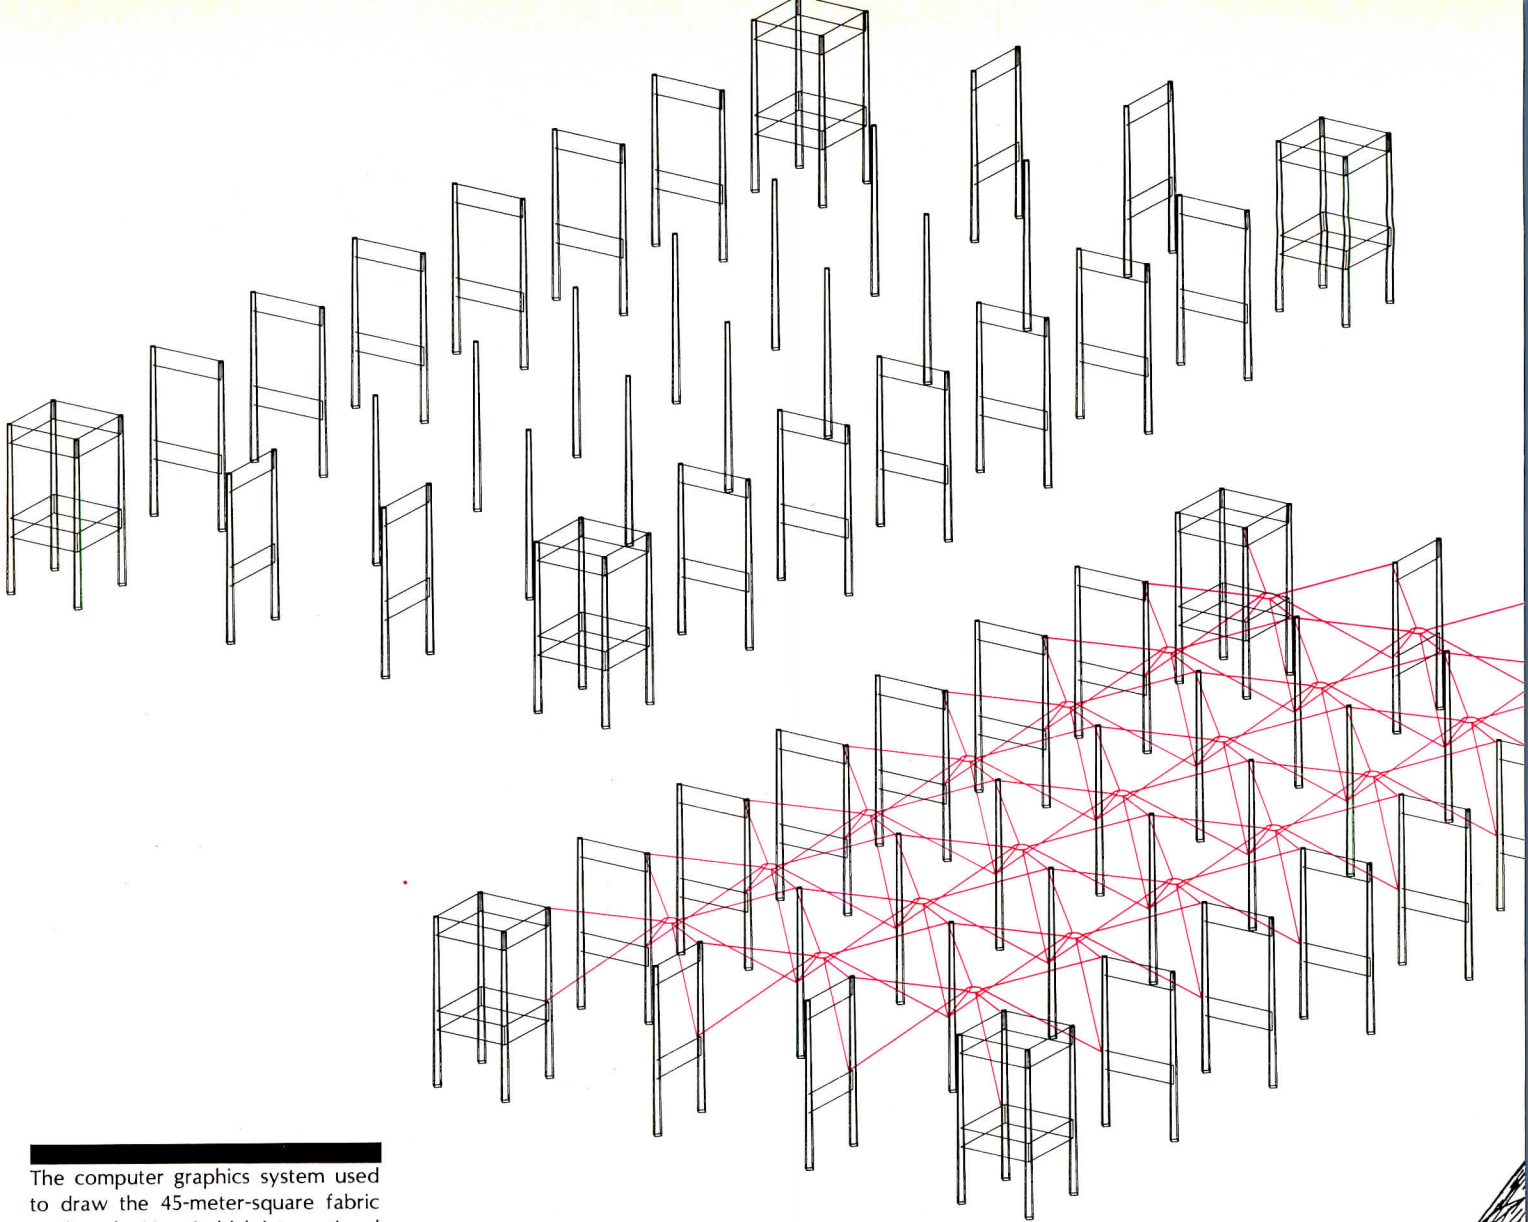 The computer graphics system used
to draw the 45-meter-square fabric